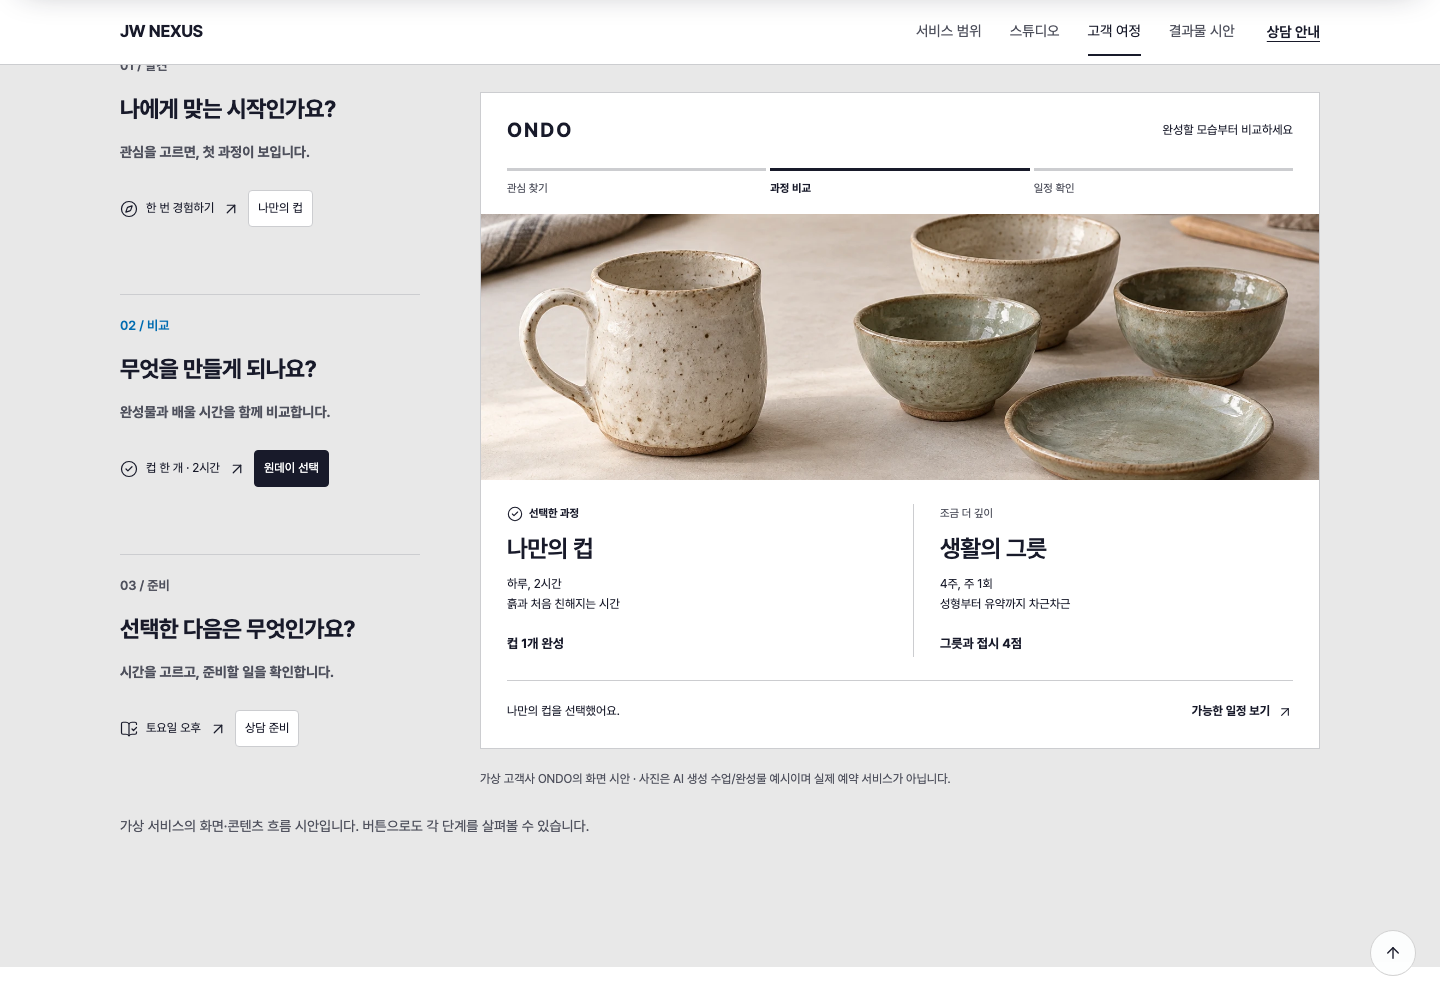 JW NEXUS
서비스 범위
스튜디오
고객 여정
결과물 시안
상담 안내
01 / 발견
나에게 맞는 시작인가요?
관심을 고르면, 첫 과정이 보입니다.
한 번 경험하기
나만의 컵
02 / 비교
무엇을 만들게 되나요?
완성물과 배울 시간을 함께 비교합니다.
컵 한 개 · 2시간
원데이 선택
03 / 준비
선택한 다음은 무엇인가요?
시간을 고르고, 준비할 일을 확인합니다.
토요일 오후
상담 준비
ONDO
완성할 모습부터 비교하세요
관심 찾기
과정 비교
일정 확인
선택한 과정
나만의 컵
하루, 2시간
흙과 처음 친해지는 시간
컵 1개 완성
조금 더 깊이
생활의 그릇
4주, 주 1회
성형부터 유약까지 차근차근
그릇과 접시 4점
나만의 컵을 선택했어요.
가능한 일정 보기
가상 고객사 ONDO의 화면 시안 · 사진은 AI 생성 수업/완성물 예시이며 실제 예약 서비스가 아닙니다.
가상 서비스의 화면·콘텐츠 흐름 시안입니다. 버튼으로도 각 단계를 살펴볼 수 있습니다.